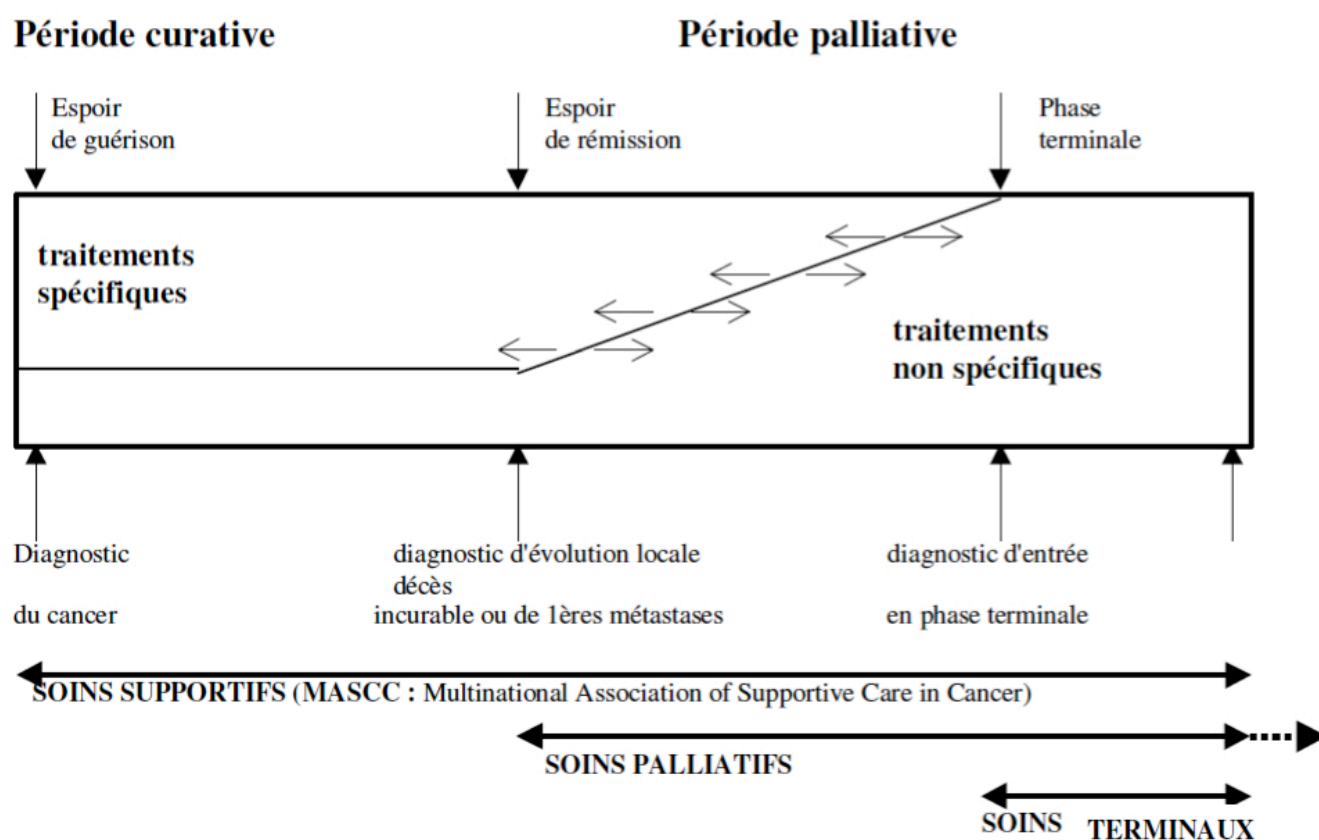 Période curative
Période palliative
Espoir
de guérison
Espoir
de rémission
Phase
terminale
traitements
spécifiques
traitements
non spécifiques
Diagnostic
du cancer
diagnostic d'évolution locale
décès
incurable ou de 1ères métastases
diagnostic d'entrée
en phase terminale
SOINS SUPPORTIFS (MASCC : Multinational Association of Supportive Care in Cancer)
SOINS PALLIATIFS
SOINS TERMINAUX